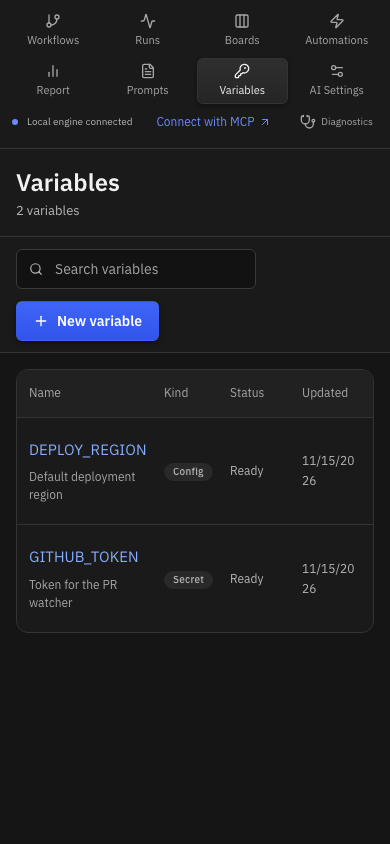 Workflows
Runs
Boards
Automations
Report
Prompts
Variables
AI Settings
Local engine connected
Connect with MCP
Diagnostics
Variables
2 variables
Search variables
New variable
Name Kind Status Updated
DEPLOY_REGION
Default deployment
region
Config
Ready
11/15/20
26
GITHUB_TOKEN
Token for the PR
watcher
Secret
Ready
11/15/20
26